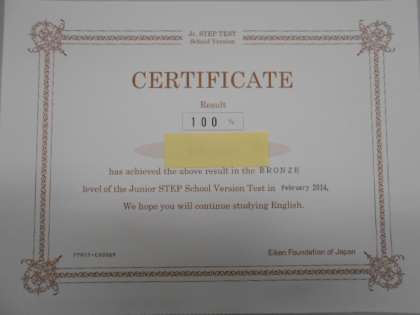 Jr. STEP TEST
School Version
CERTIFICATE
Result
100 %
has achieved the above result in the BRONZE
level of the Junior STEP School Version Test in February 2014.
We hope you will continue studying English.
Eiken Foundation of Japan